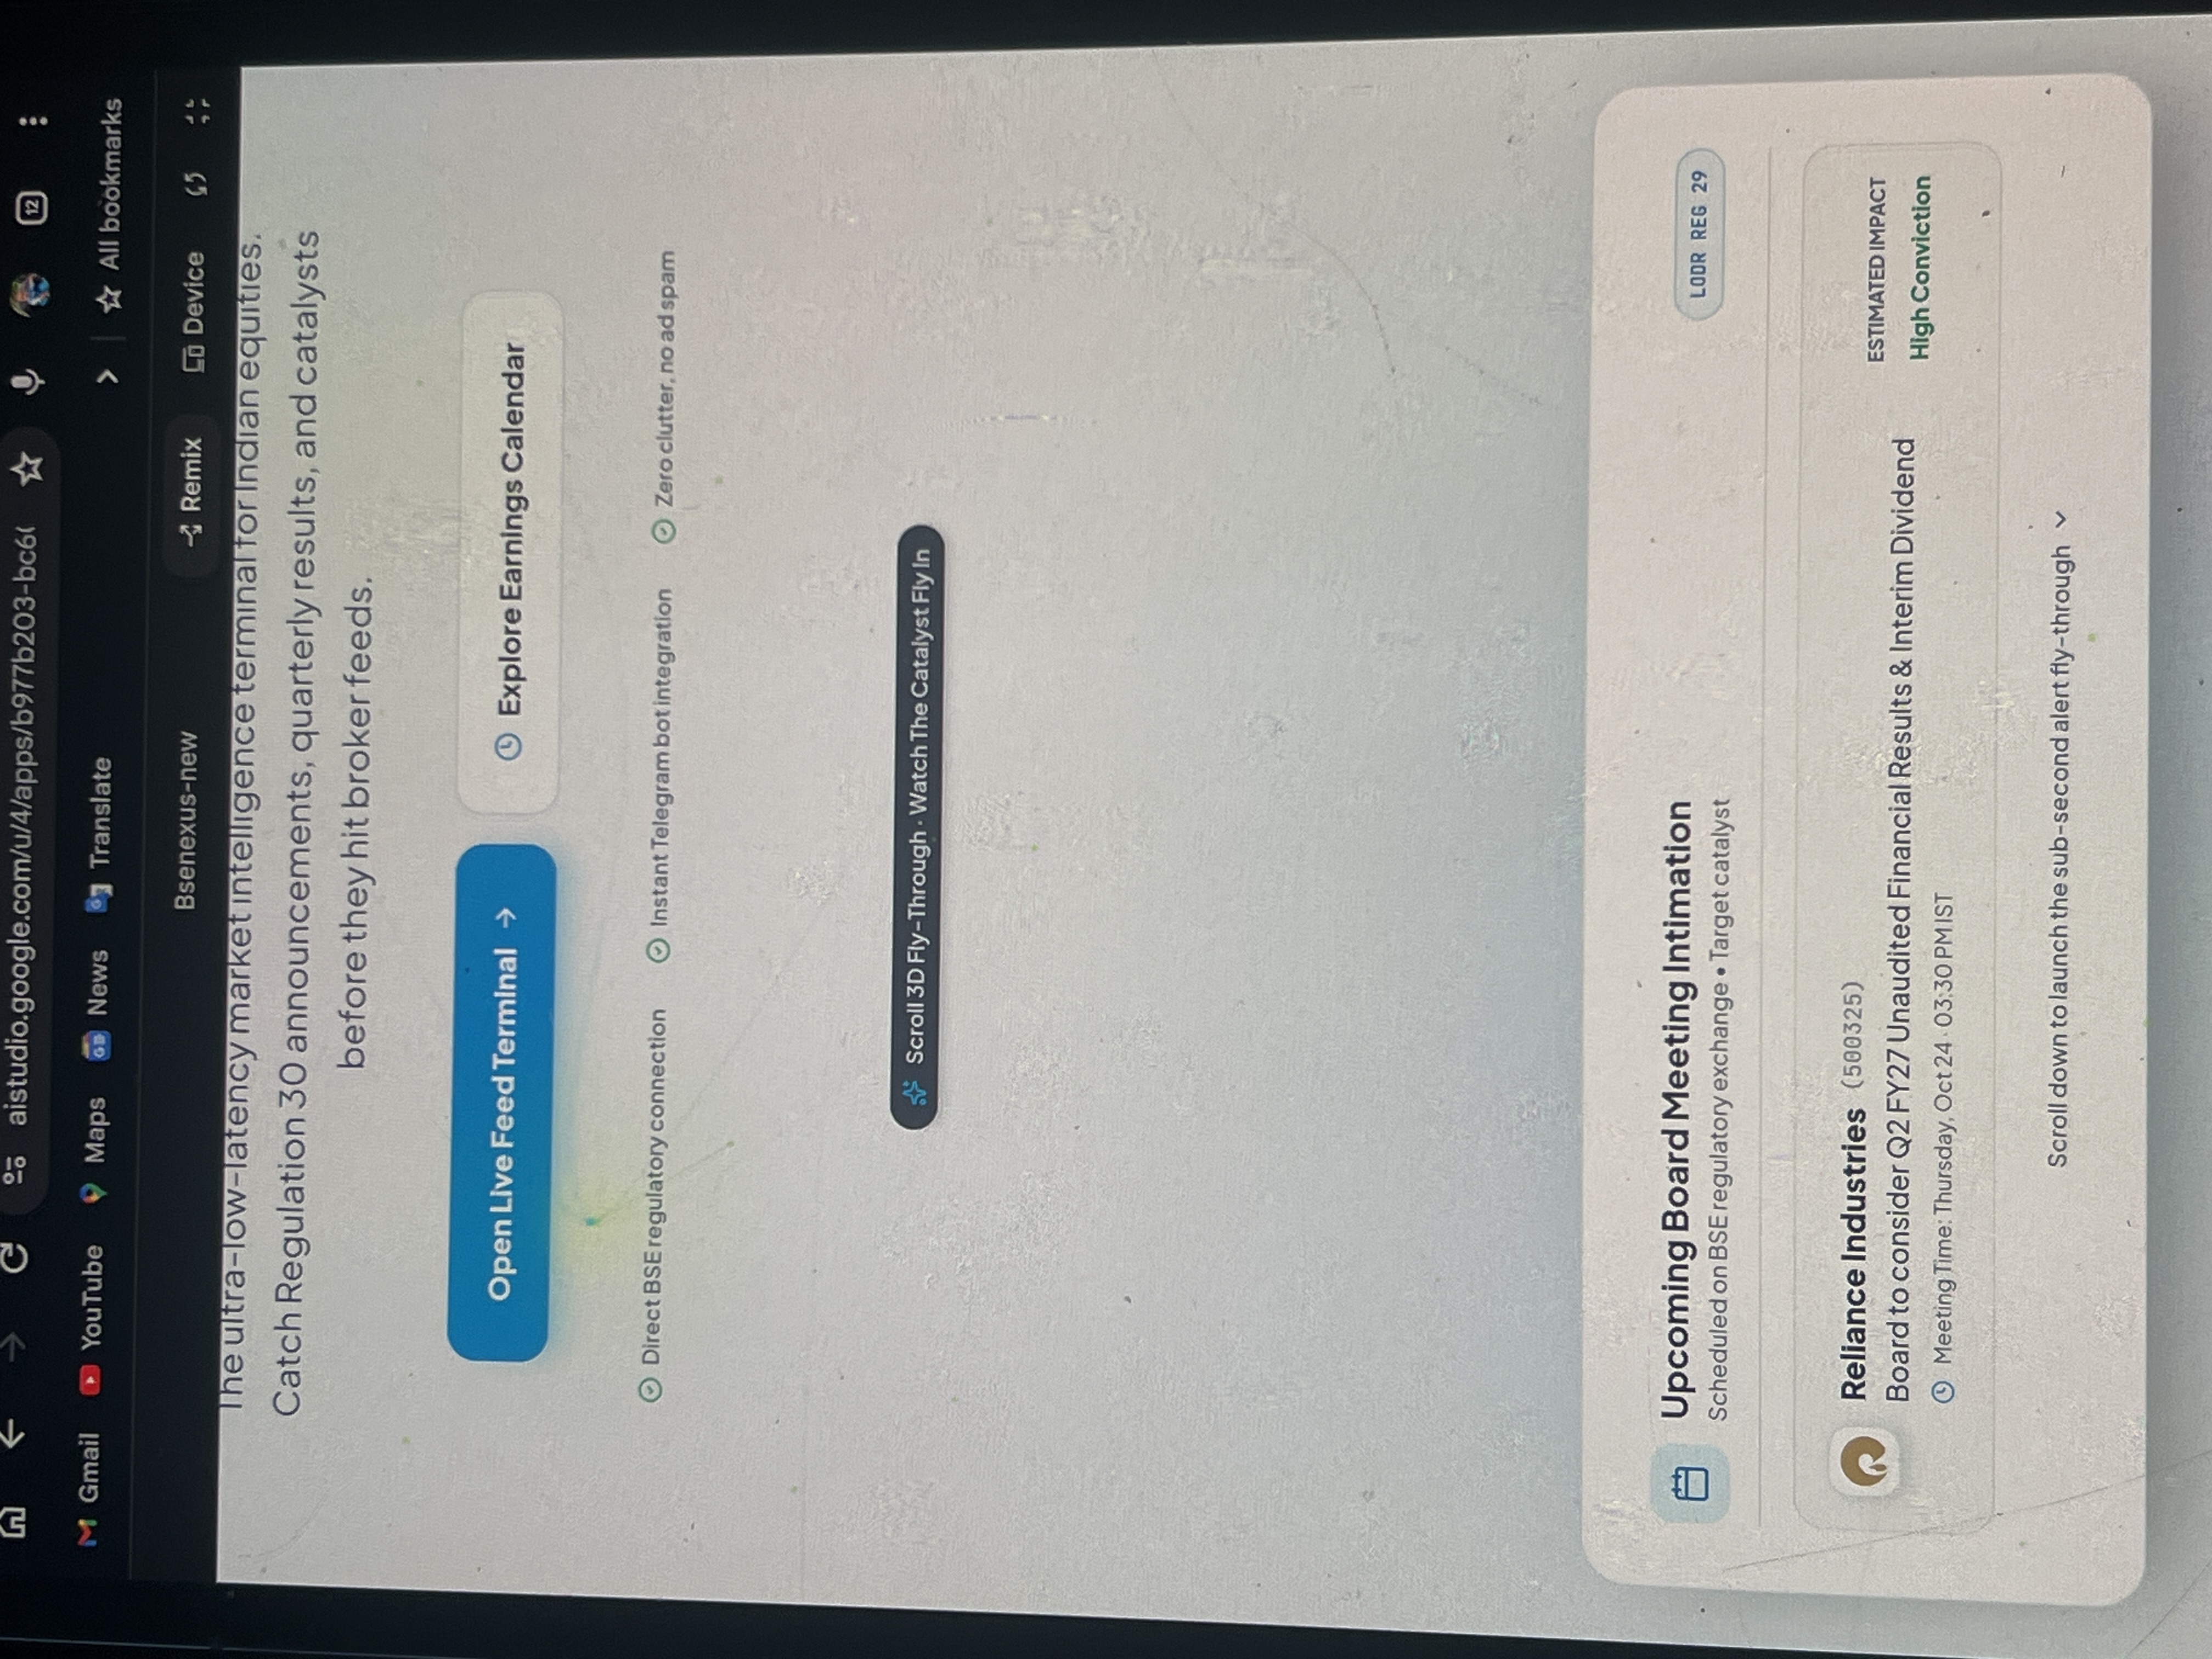 aistudio.google.com/u/4/apps/b977b203-bc6
12
Gmail
YouTube
Maps
News
Translate
All bookmarks
Bsenexus-new
Remix
Device
The ultra-low-latency market intelligence terminal for Indian equities.
Catch Regulation 30 announcements, quarterly results, and catalysts
before they hit broker feeds.
Open Live Feed Terminal →
Explore Earnings Calendar
Direct BSE regulatory connection
Instant Telegram bot integration
Zero clutter, no ad spam
Scroll 3D Fly-Through · Watch The Catalyst Fly In
Upcoming Board Meeting Intimation
Scheduled on BSE regulatory exchange • Target catalyst
LODR REG 29
Reliance Industries (500325)
Board to consider Q2 FY27 Unaudited Financial Results & Interim Dividend
Meeting Time: Thursday, Oct 24 · 03:30 PM IST
ESTIMATED IMPACT
High Conviction
Scroll down to launch the sub-second alert fly-through